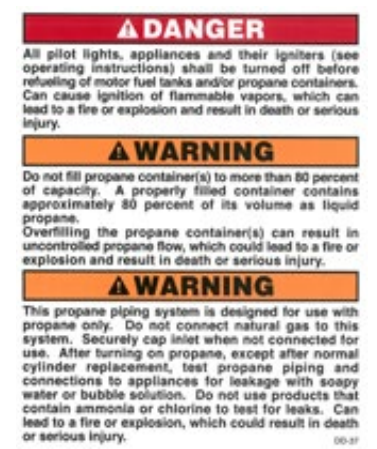 DANGER
All pilot lights, appliances and their igniters (see
operating instructions) shall be turned off before
refueling of motor fuel tanks and/or propane containers.
Can cause ignition of flammable vapors, which can
lead to a fire or explosion and result in death or serious
injury.
WARNING
Do not fill propane container(s) to more than 80 percent
of capacity. A properly filled container contains
approximately 80 percent of its volume as liquid
propane.
Overfilling the propane container(s) can result in
uncontrolled propane flow, which could lead to a fire or
explosion and result in death or serious injury.
WARNING
This propane piping system is designed for use with
propane only. Do not connect natural gas to this
system. Securely cap inlet when not connected for
use. After turning on propane, except after normal
cylinder replacement, test propane piping and
connections to appliances for leakage with soapy
water or bubble solution. Do not use products that
contain ammonia or chlorine to test for leaks. Can
lead to a fire or explosion, which could result in death
or serious injury.